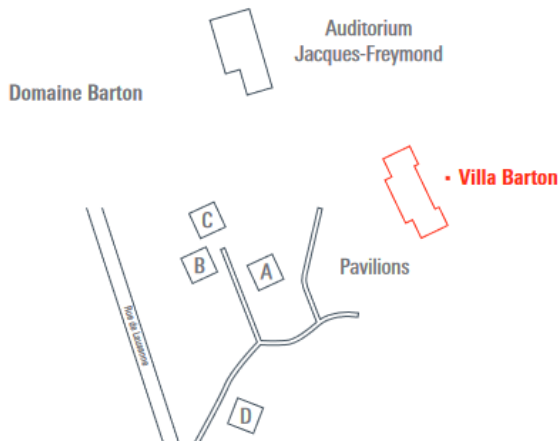 Auditorium
Jacques-Freymond
Domaine Barton
Villa Barton
C
B
A
Pavilions
Rue de Lausanne
D